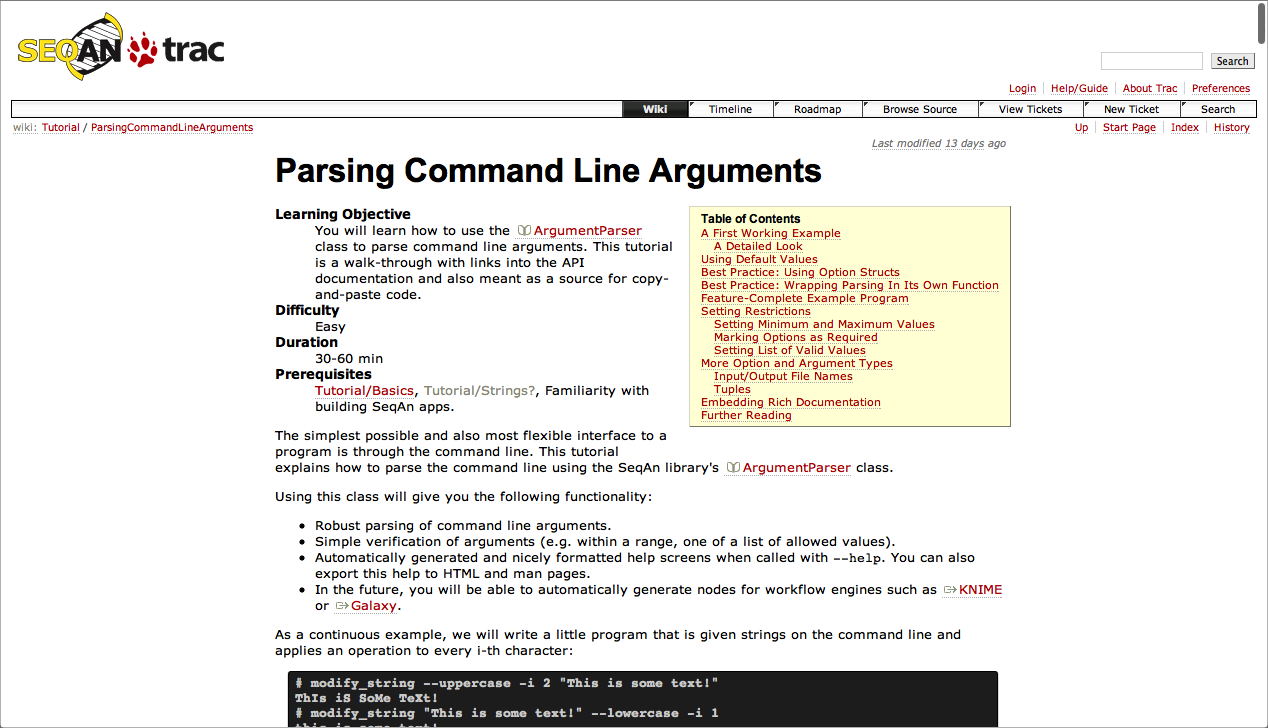 SEQAN trac
Search
Login Help/Guide About Trac Preferences
Wiki Timeline Roadmap Browse Source View Tickets New Ticket Search
wiki: Tutorial / ParsingCommandLineArguments
Up Start Page Index History
Last modified 13 days ago
Parsing Command Line Arguments
Learning Objective
You will learn how to use the ArgumentParser
class to parse command line arguments. This tutorial
is a walk-through with links into the API
documentation and also meant as a source for copy-
and-paste code.
Difficulty
Easy
Duration
30-60 min
Prerequisites
Tutorial/Basics, Tutorial/Strings?, Familiarity with
building SeqAn apps.
Table of Contents
A First Working Example
A Detailed Look
Using Default Values
Best Practice: Using Option Structs
Best Practice: Wrapping Parsing In Its Own Function
Feature-Complete Example Program
Setting Restrictions
Setting Minimum and Maximum Values
Marking Options as Required
Setting List of Valid Values
More Option and Argument Types
Input/Output File Names
Tuples
Embedding Rich Documentation
Further Reading
The simplest possible and also most flexible interface to a
program is through the command line. This tutorial
explains how to parse the command line using the SeqAn library's ArgumentParser class.
Using this class will give you the following functionality:
• Robust parsing of command line arguments.
• Simple verification of arguments (e.g. within a range, one of a list of allowed values).
• Automatically generated and nicely formatted help screens when called with --help. You can also
export this help to HTML and man pages.
• In the future, you will be able to automatically generate nodes for workflow engines such as KNIME
or Galaxy.
As a continuous example, we will write a little program that is given strings on the command line and
applies an operation to every i-th character:
# modify_string --uppercase -i 2 "This is some text!"
ThIs iS SoMe TeXt!
# modify_string "This is some text!" --lowercase -i 1
this is some text!